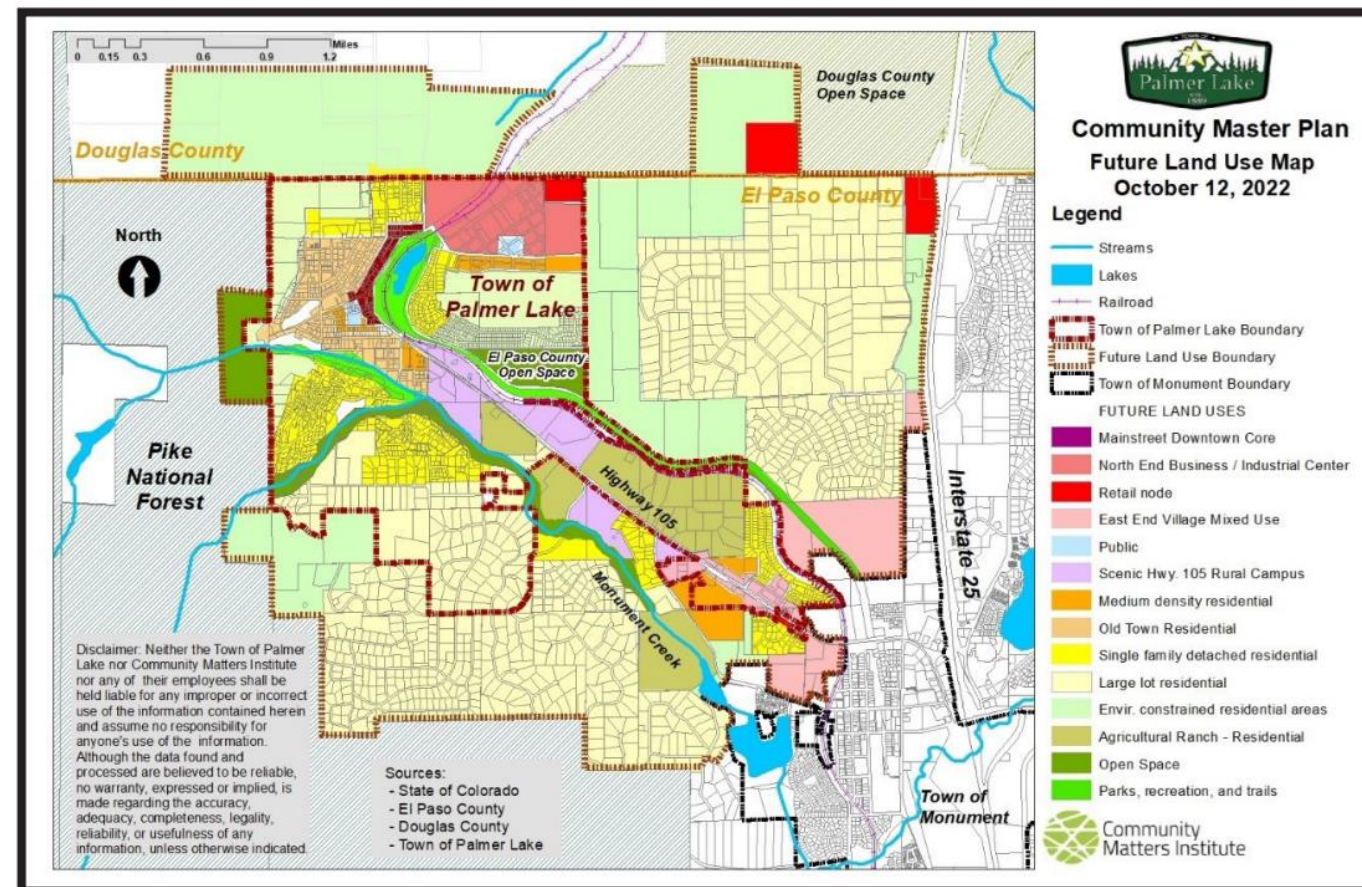 Miles
0 0.15 0.3 0.6 0.9 1.2
Douglas County
Open Space
Douglas County
El Paso County
North
Town of
Palmer Lake
El Paso County
Open Space
Pike
National
Forest
Highway 105
Interstate 25
Monument Creek
Disclaimer: Neither the Town of Palmer
Lake nor Community Matters Institute
nor any of their employees shall be
held liable for any improper or incorrect
use of the information contained herein
and assume no responsibility for
anyone's use of the information.
Although the data found and
processed are believed to be reliable,
no warranty, expressed or implied, is
made regarding the accuracy,
adequacy, completeness, legality,
reliability, or usefulness of any
information, unless otherwise indicated.
Sources:
- State of Colorado
- El Paso County
- Douglas County
- Town of Palmer Lake
Town of
Monument
Palmer Lake
Community Master Plan
Future Land Use Map
October 12, 2022
Legend
Streams
Lakes
Railroad
Town of Palmer Lake Boundary
Future Land Use Boundary
Town of Monument Boundary
FUTURE LAND USES
Mainstreet Downtown Core
North End Business / Industrial Center
Retail node
East End Village Mixed Use
Public
Scenic Hwy. 105 Rural Campus
Medium density residential
Old Town Residential
Single family detached residential
Large lot residential
Envir. constrained residential areas
Agricultural Ranch - Residential
Open Space
Parks, recreation, and trails
Community
Matters Institute